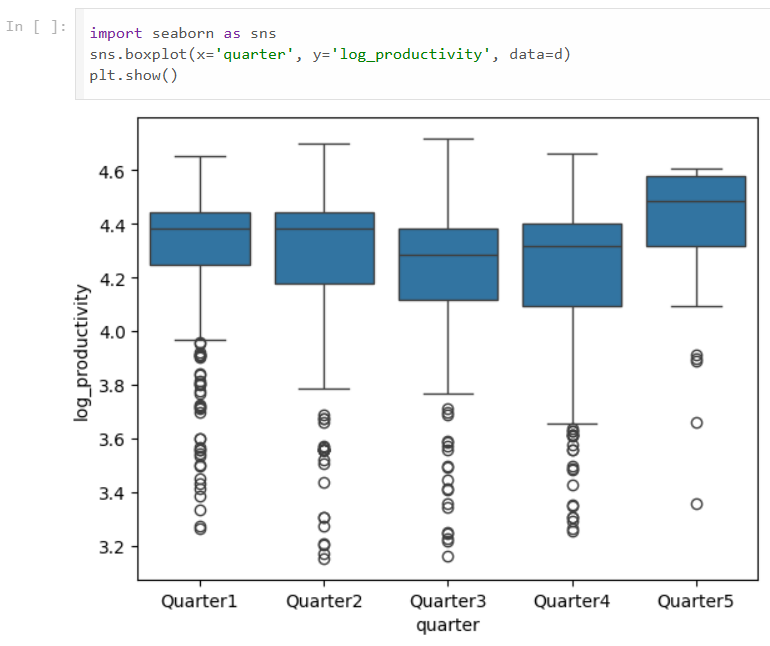 In [ ]:
import seaborn as sns
sns.boxplot(x='quarter', y='log_productivity', data=d)
plt.show()
4.6
4.4
4.2
4.0
3.8
3.6
3.4
3.2
log_productivity
Quarter1 Quarter2 Quarter3 Quarter4 Quarter5
quarter